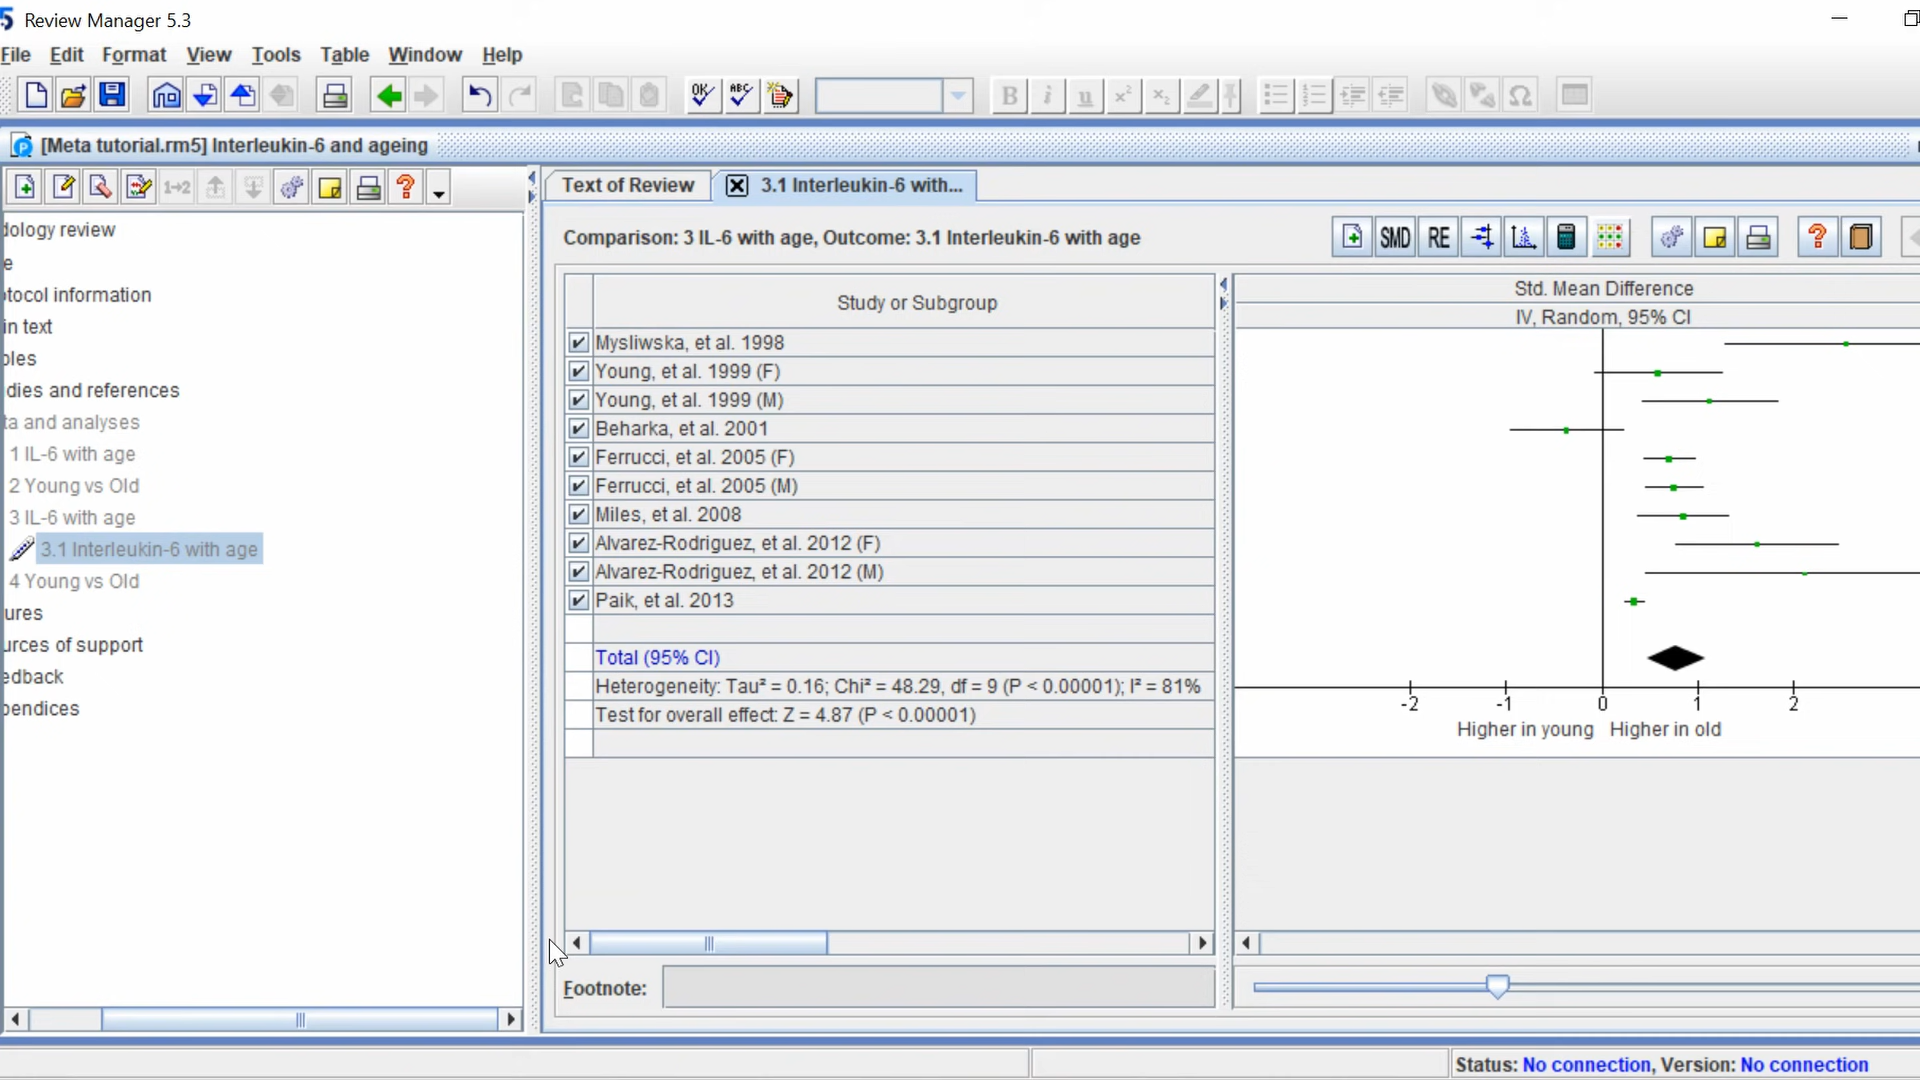 Review Manager 5.3
File Edit Format View Tools Table Window Help
OK ABC B i u x² x₂ Ω
[Meta tutorial.rm5] Interleukin-6 and ageing
1→2 ?
Text of Review 3.1 Interleukin-6 with...
dology review
e
tocol information
in text
bles
dies and references
ta and analyses
1 IL-6 with age
2 Young vs Old
3 IL-6 with age
3.1 Interleukin-6 with age
4 Young vs Old
ures
urces of support
edback
pendices
Comparison: 3 IL-6 with age, Outcome: 3.1 Interleukin-6 with age
SMD RE ?
Study or Subgroup
Mysliwska, et al. 1998
Young, et al. 1999 (F)
Young, et al. 1999 (M)
Beharka, et al. 2001
Ferrucci, et al. 2005 (F)
Ferrucci, et al. 2005 (M)
Miles, et al. 2008
Alvarez-Rodriguez, et al. 2012 (F)
Alvarez-Rodriguez, et al. 2012 (M)
Paik, et al. 2013
Total (95% CI)
Heterogeneity: Tau² = 0.16; Chi² = 48.29, df = 9 (P < 0.00001); I² = 81%
Test for overall effect: Z = 4.87 (P < 0.00001)
Std. Mean Difference
IV, Random, 95% CI
-2 -1 0 1 2
Higher in young Higher in old
Footnote:
Status: No connection, Version: No connection